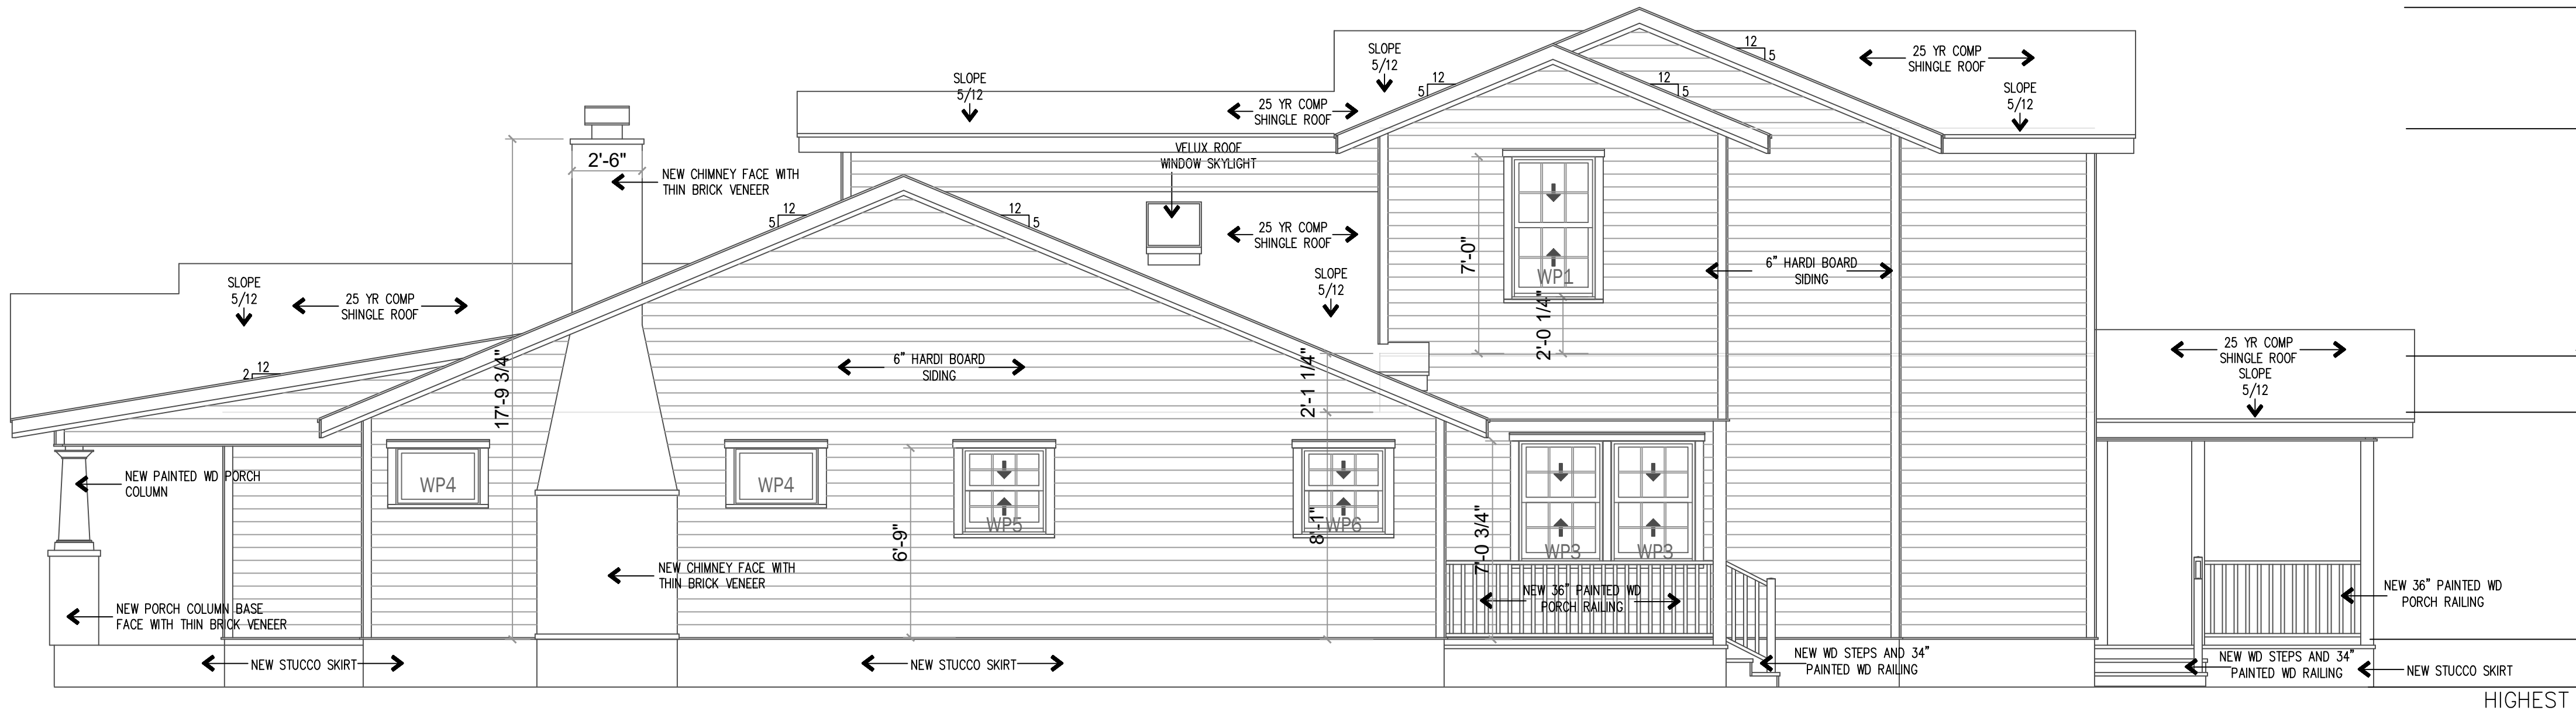 SLOPE
5/12
12
5
25 YR COMP
SHINGLE ROOF
SLOPE
5/12
SLOPE
5/12
12
5
12
5
SLOPE
5/12
25 YR COMP
SHINGLE ROOF
VELUX ROOF
WINDOW SKYLIGHT
2'-6"
NEW CHIMNEY FACE WITH
THIN BRICK VENEER
12
5
12
5
25 YR COMP
SHINGLE ROOF
7'-0"
WP1
6" HARDI BOARD
SIDING
SLOPE
5/12
SLOPE
5/12
25 YR COMP
SHINGLE ROOF
2'-0 1/4"
25 YR COMP
SHINGLE ROOF
SLOPE
5/12
12
2
17'-9 3/4"
6" HARDI BOARD
SIDING
2'-1 1/4"
NEW PAINTED WD PORCH
COLUMN
WP4
WP4
WP5
WP6
6'-9"
8'-1"
7'-0 3/4"
WP3
WP3
NEW CHIMNEY FACE WITH
THIN BRICK VENEER
NEW 36" PAINTED WD
PORCH RAILING
NEW 36" PAINTED WD
PORCH RAILING
NEW PORCH COLUMN BASE
FACE WITH THIN BRICK VENEER
NEW STUCCO SKIRT
NEW STUCCO SKIRT
NEW WD STEPS AND 34"
PAINTED WD RAILING
NEW WD STEPS AND 34"
PAINTED WD RAILING
NEW STUCCO SKIRT
HIGHEST